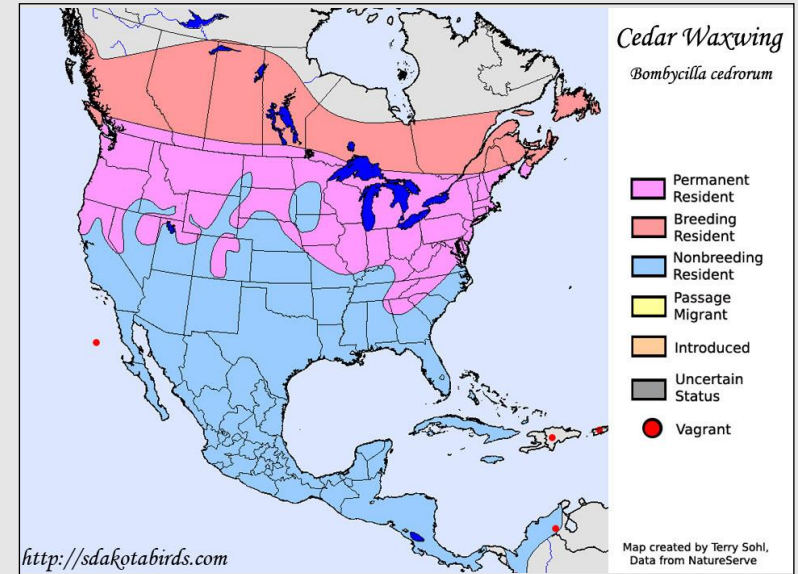 Cedar Waxwing
Bombycilla cedrorum
Permanent
Resident
Breeding
Resident
Nonbreeding
Resident
Passage
Migrant
Introduced
Uncertain
Status
Vagrant
Map created by Terry Sohl,
Data from NatureServe
http://sdakotabirds.com